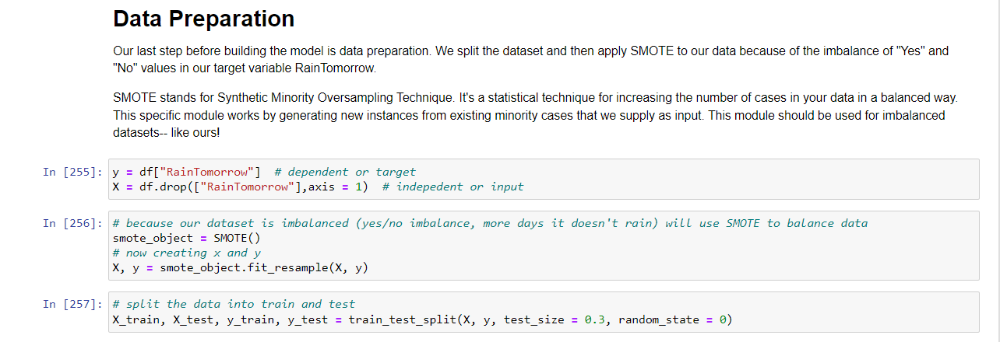 Data Preparation
Our last step before building the model is data preparation. We split the dataset and then apply SMOTE to our data because of the imbalance of "Yes" and
"No" values in our target variable RainTomorrow.
SMOTE stands for Synthetic Minority Oversampling Technique. It's a statistical technique for increasing the number of cases in your data in a balanced way.
This specific module works by generating new instances from existing minority cases that we supply as input. This module should be used for imbalanced
datasets-- like ours!
In [255]: y = df["RainTomorrow"]  # dependent or target
X = df.drop(["RainTomorrow"],axis = 1)  # indepedent or input
In [256]: # because our dataset is imbalanced (yes/no imbalance, more days it doesn't rain) will use SMOTE to balance data
smote_object = SMOTE()
# now creating x and y
X, y = smote_object.fit_resample(X, y)
In [257]: # split the data into train and test
X_train, X_test, y_train, y_test = train_test_split(X, y, test_size = 0.3, random_state = 0)